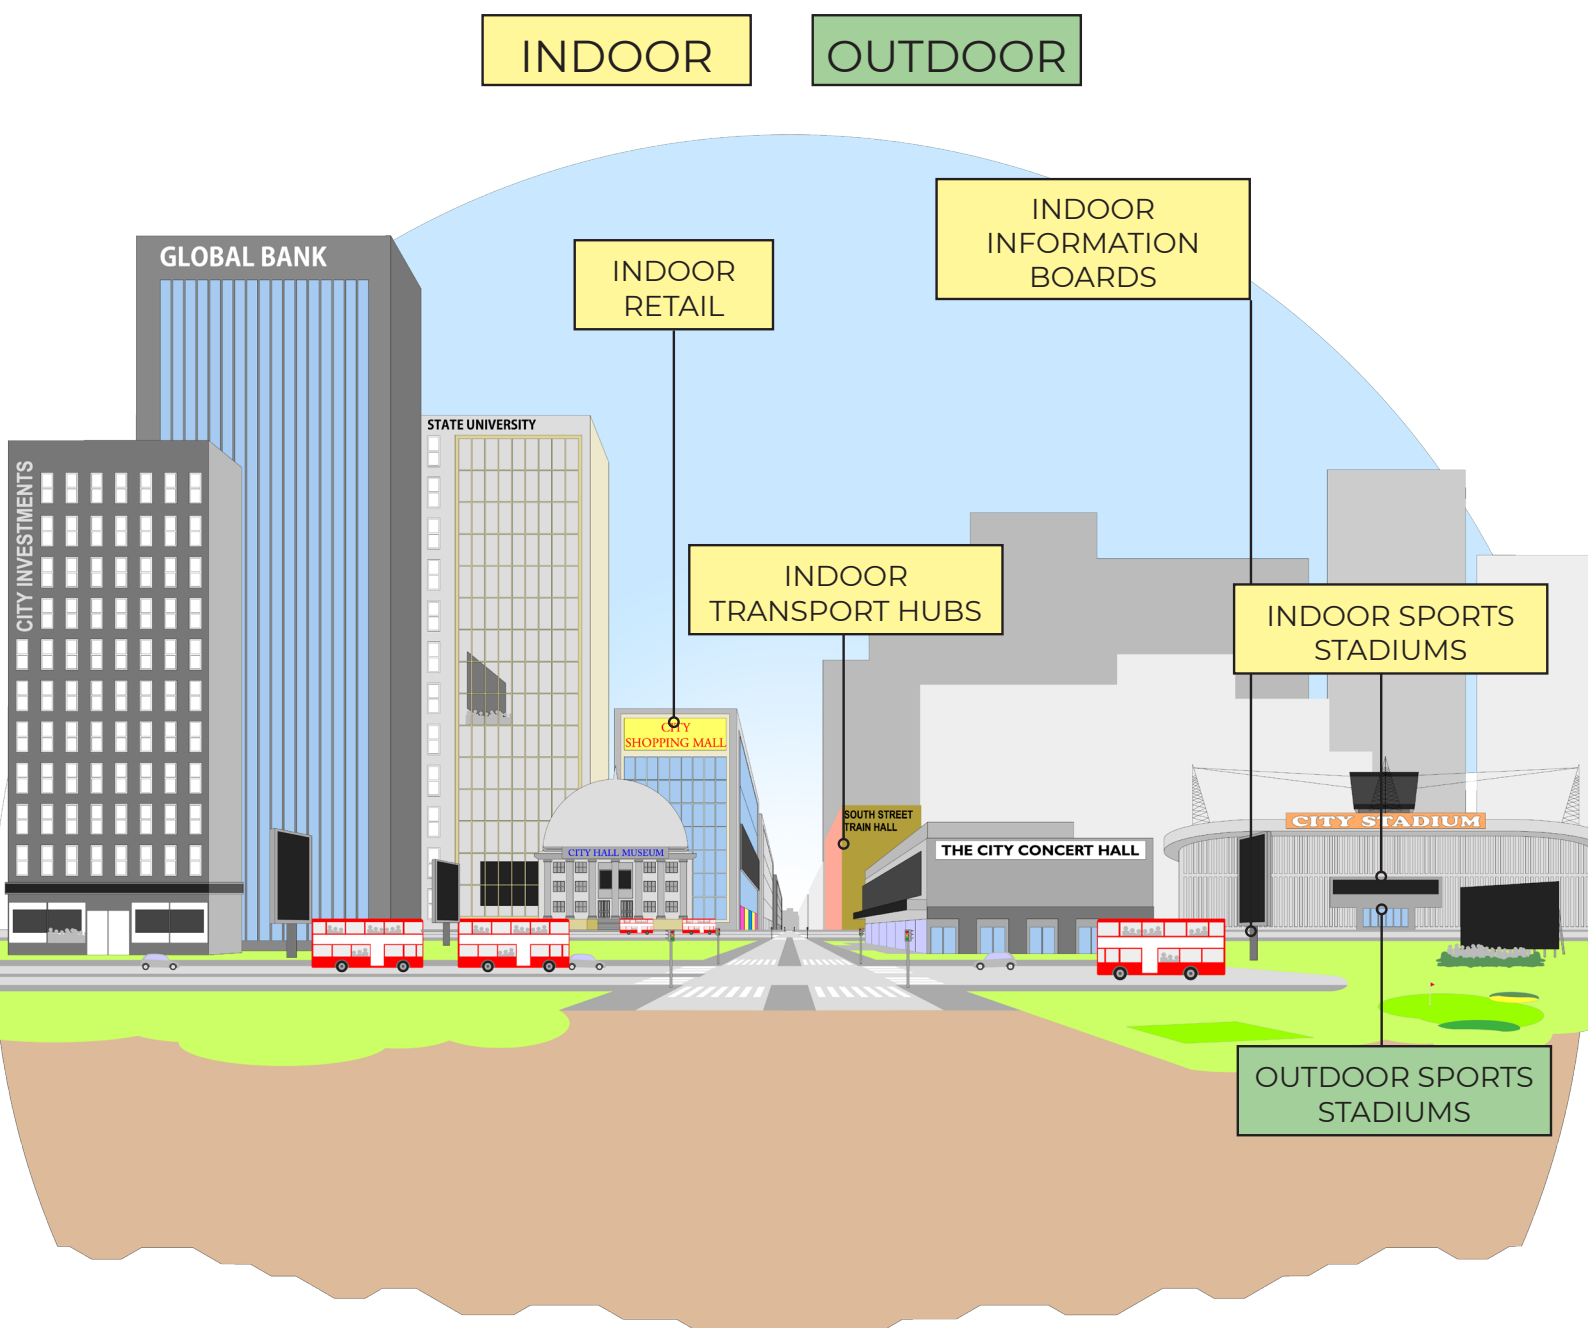 INDOOR
OUTDOOR
INDOOR
INFORMATION
BOARDS
GLOBAL BANK
INDOOR
RETAIL
STATE UNIVERSITY
CITY INVESTMENTS
INDOOR
TRANSPORT HUBS
INDOOR SPORTS
STADIUMS
CITY
SHOPPING MALL
SOUTH STREET
TRAIN HALL
CITY STADIUM
THE CITY CONCERT HALL
CITY HALL MUSEUM
OUTDOOR SPORTS
STADIUMS